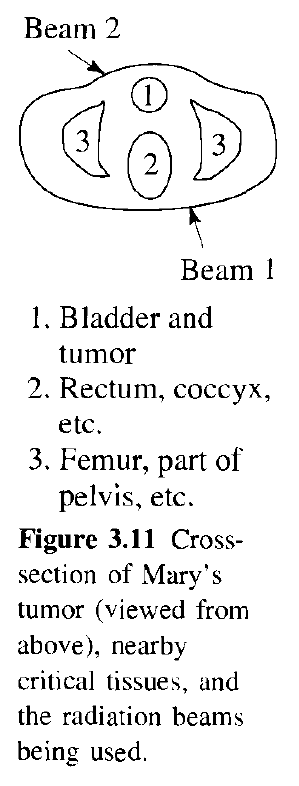 Beam 2
1
3
3
2
Beam 1
1. Bladder and
tumor
2. Rectum, coccyx,
etc.
3. Femur, part of
pelvis, etc.
Figure 3.11 Cross-
section of Mary's
tumor (viewed from
above), nearby
critical tissues, and
the radiation beams
being used.